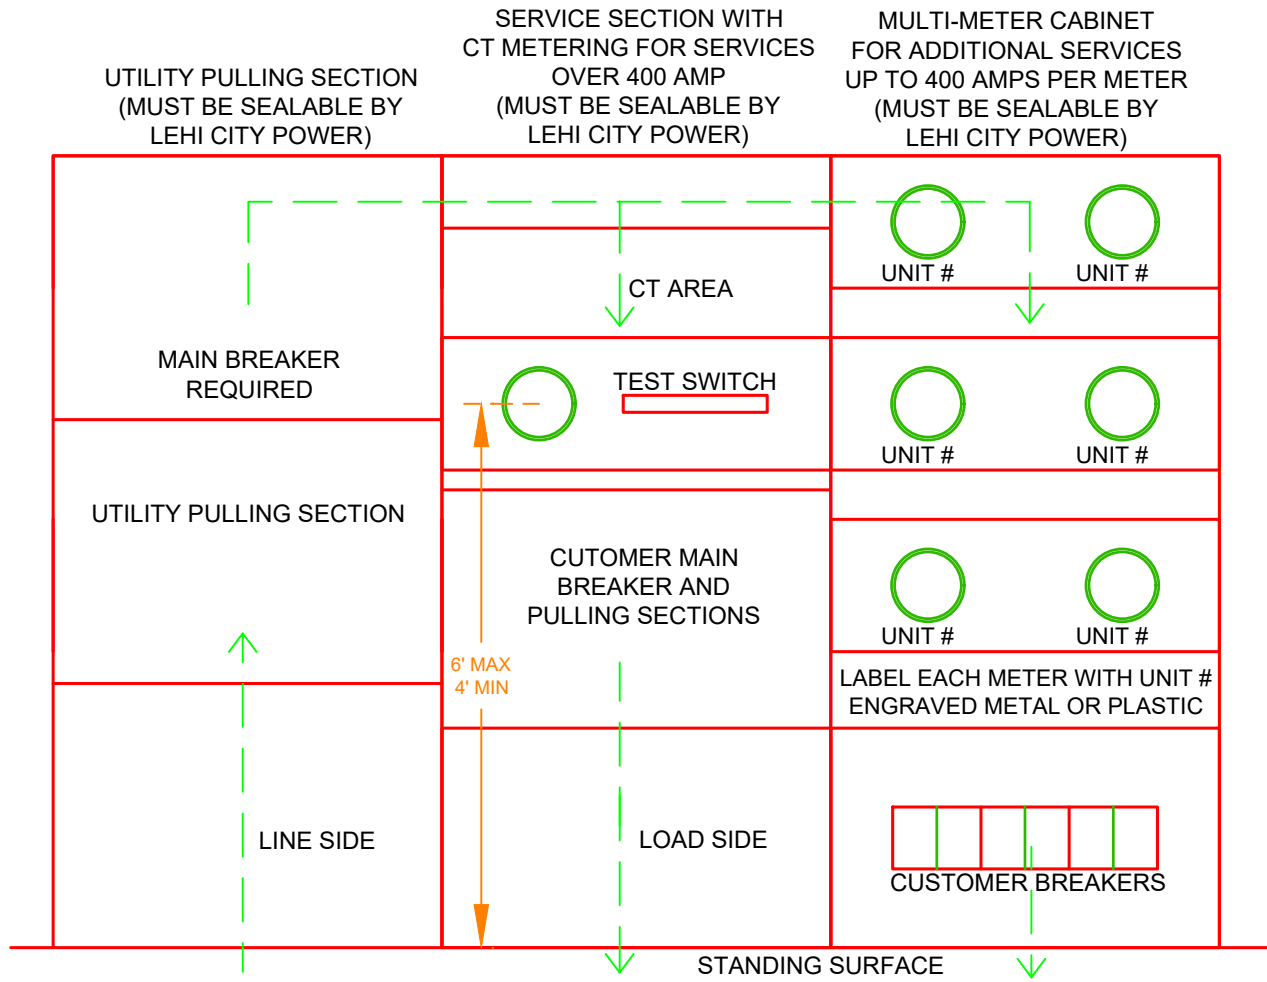 UTILITY PULLING SECTION
(MUST BE SEALABLE BY
LEHI CITY POWER)
SERVICE SECTION WITH
CT METERING FOR SERVICES
OVER 400 AMP
(MUST BE SEALABLE BY
LEHI CITY POWER)
MULTI-METER CABINET
FOR ADDITIONAL SERVICES
UP TO 400 AMPS PER METER
(MUST BE SEALABLE BY
LEHI CITY POWER)
MAIN BREAKER
REQUIRED
UTILITY PULLING SECTION
LINE SIDE
CT AREA
TEST SWITCH
CUTOMER MAIN
BREAKER AND
PULLING SECTIONS
6' MAX
4' MIN
LOAD SIDE
UNIT #
UNIT #
UNIT #
UNIT #
UNIT #
UNIT #
LABEL EACH METER WITH UNIT #
ENGRAVED METAL OR PLASTIC
CUSTOMER BREAKERS
STANDING SURFACE